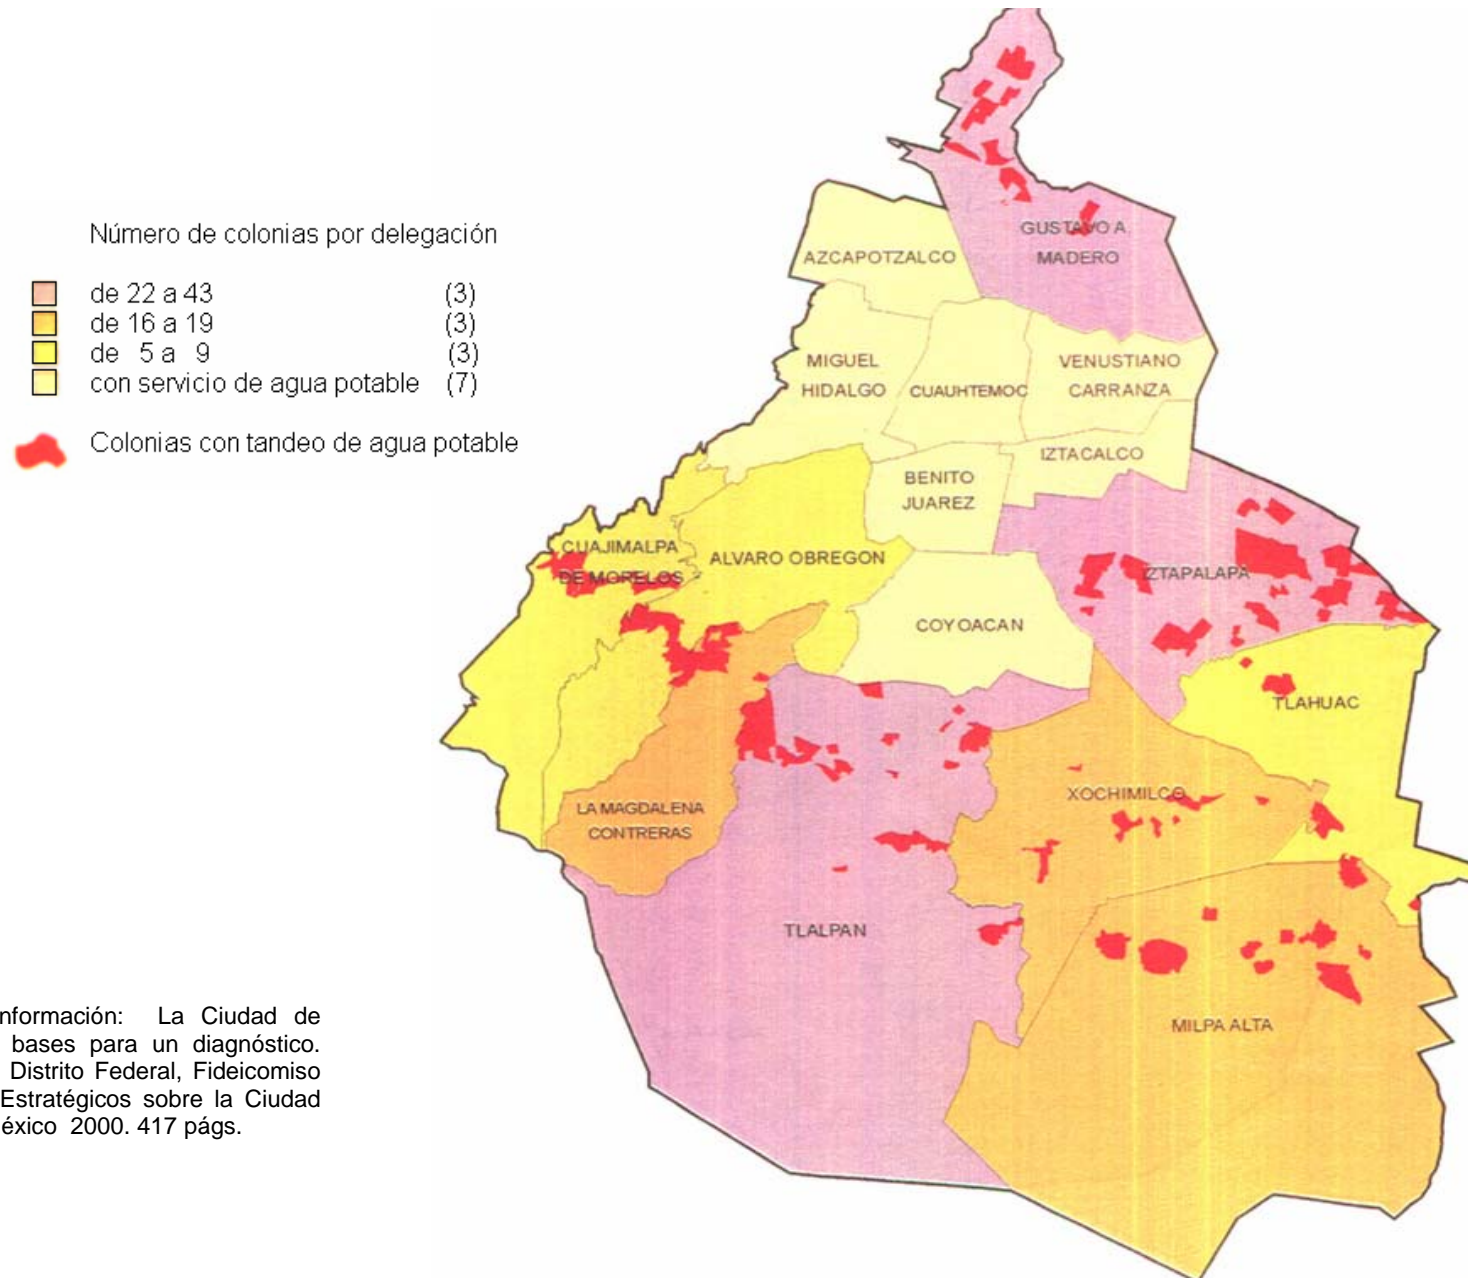 Número de colonias por delegación
de 22 a 43 (3)
de 16 a 19 (3)
de 5 a 9 (3)
con servicio de agua potable (7)
Colonias con tandeo de agua potable
GUSTAVO A
MADERO
AZCAPOTZALCO
MIGUEL
HIDALGO
CUAUHTEMOC
VENUSTIANO
CARRANZA
IZTACALCO
BENITO
JUAREZ
CUAJIMALPA
DE MORELOS
ALVARO OBREGON
IZTAPALAPA
COYOACAN
TLAHUAC
LA MAGDALENA
CONTRERAS
XOCHIMILCO
TLALPAN
MILPA ALTA
nformación: La Ciudad de
bases para un diagnóstico.
Distrito Federal, Fideicomiso
Estratégicos sobre la Ciudad
éxico 2000. 417 págs.